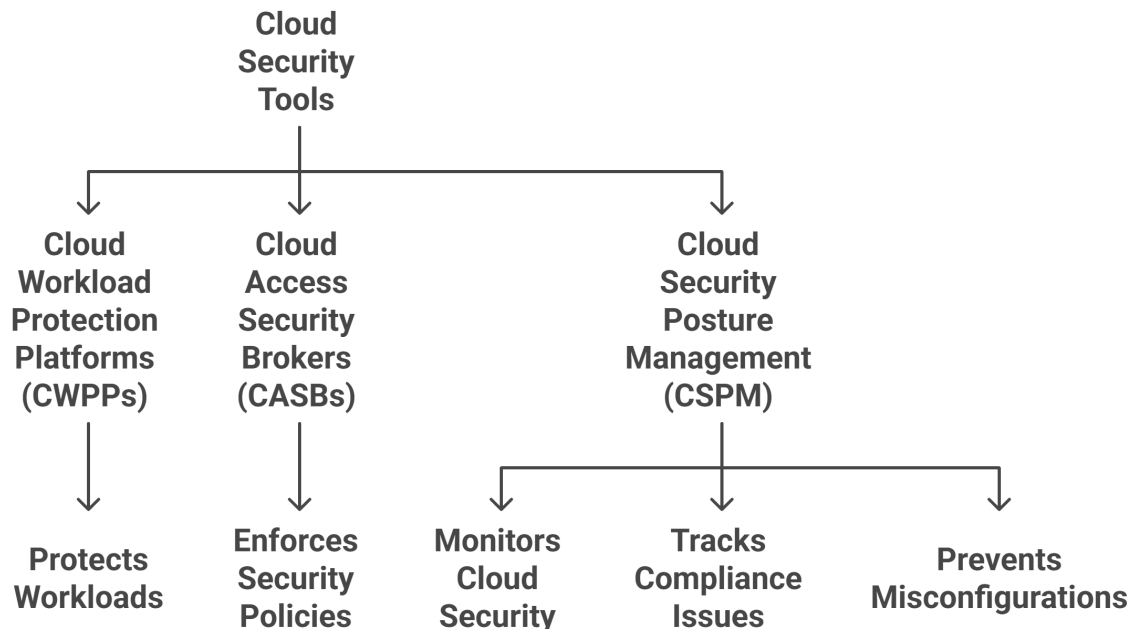 Cloud
Security
Tools
Cloud
Workload
Protection
Platforms
(CWPPs)
Cloud
Access
Security
Brokers
(CASBs)
Cloud
Security
Posture
Management
(CSPM)
Protects
Workloads
Enforces
Security
Policies
Monitors
Cloud
Security
Tracks
Compliance
Issues
Prevents
Misconfigurations